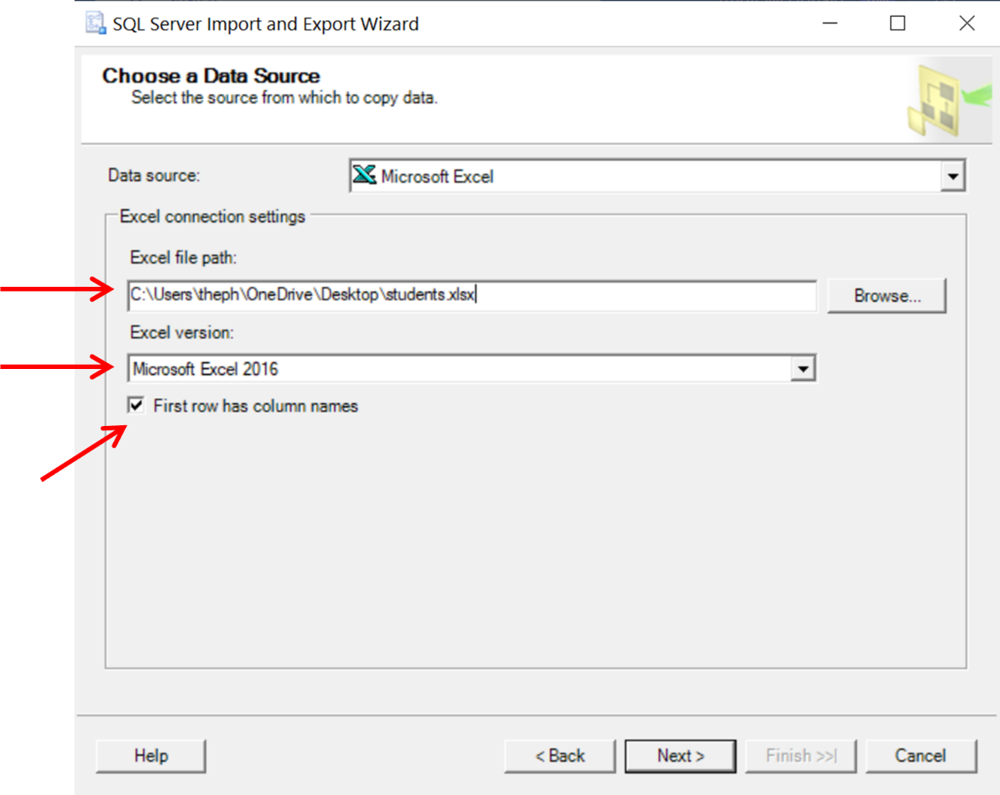 SQL Server Import and Export Wizard
Choose a Data Source
Select the source from which to copy data.
Data source:
Microsoft Excel
Excel connection settings
Excel file path:
C:\Users\theph\OneDrive\Desktop\students.xlsx
Browse...
Excel version:
Microsoft Excel 2016
First row has column names
Help
< Back
Next >
Finish >>|
Cancel